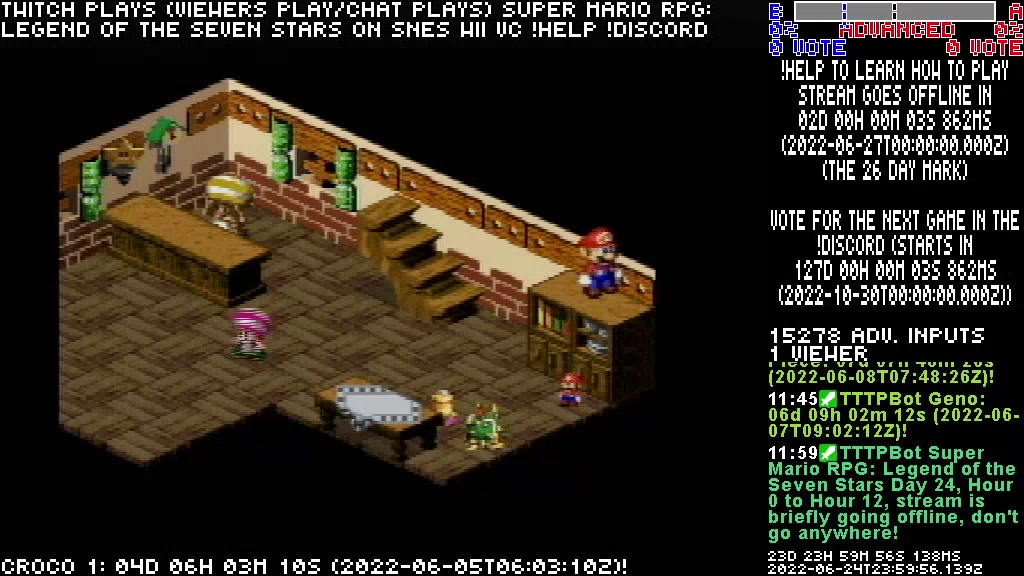 TWITCH PLAYS (VIEWERS PLAY/CHAT PLAYS) SUPER MARIO RPG:
LEGEND OF THE SEVEN STARS ON SNES WII VC !HELP !DISCORD
B A
0% ADVANCED 0%
0 VOTE 0 VOTE
!HELP TO LEARN HOW TO PLAY
STREAM GOES OFFLINE IN
02D 00H 00M 03S 862MS
(2022-06-27T00:00:00.000Z)
(THE 26 DAY MARK)
VOTE FOR THE NEXT GAME IN THE
!DISCORD (STARTS IN
127D 00H 00M 03S 862MS
(2022-10-30T00:00:00.000Z))
15278 ADV. INPUTS
1 VIEWER
(2022-06-08T07:48:26Z)!
11:45 TTTPBot Geno:
06d 09h 02m 12s (2022-06-
07T09:02:12Z)!
11:59 TTTPBot Super
Mario RPG: Legend of the
Seven Stars Day 24, Hour
0 to Hour 12, stream is
briefly going offline, don't
go anywhere!
23D 23H 59M 56S 138MS
2022-06-24T23:59:56.139Z
CROCO 1: 04D 06H 03M 10S (2022-06-05T06:03:10Z)!